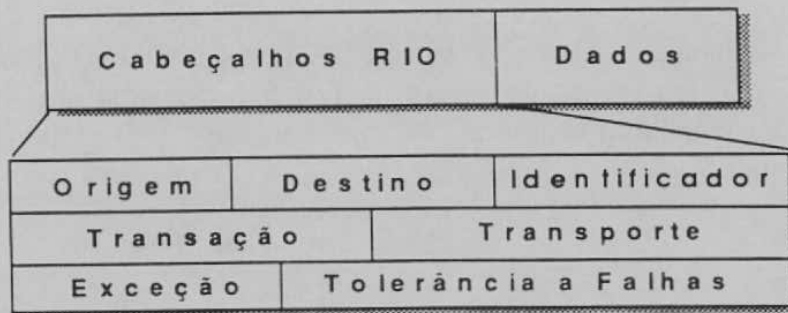 Cabeçalhos RIO Dados
Origem Destino Identificador
Transação Transporte
Exceção Tolerância a Falhas